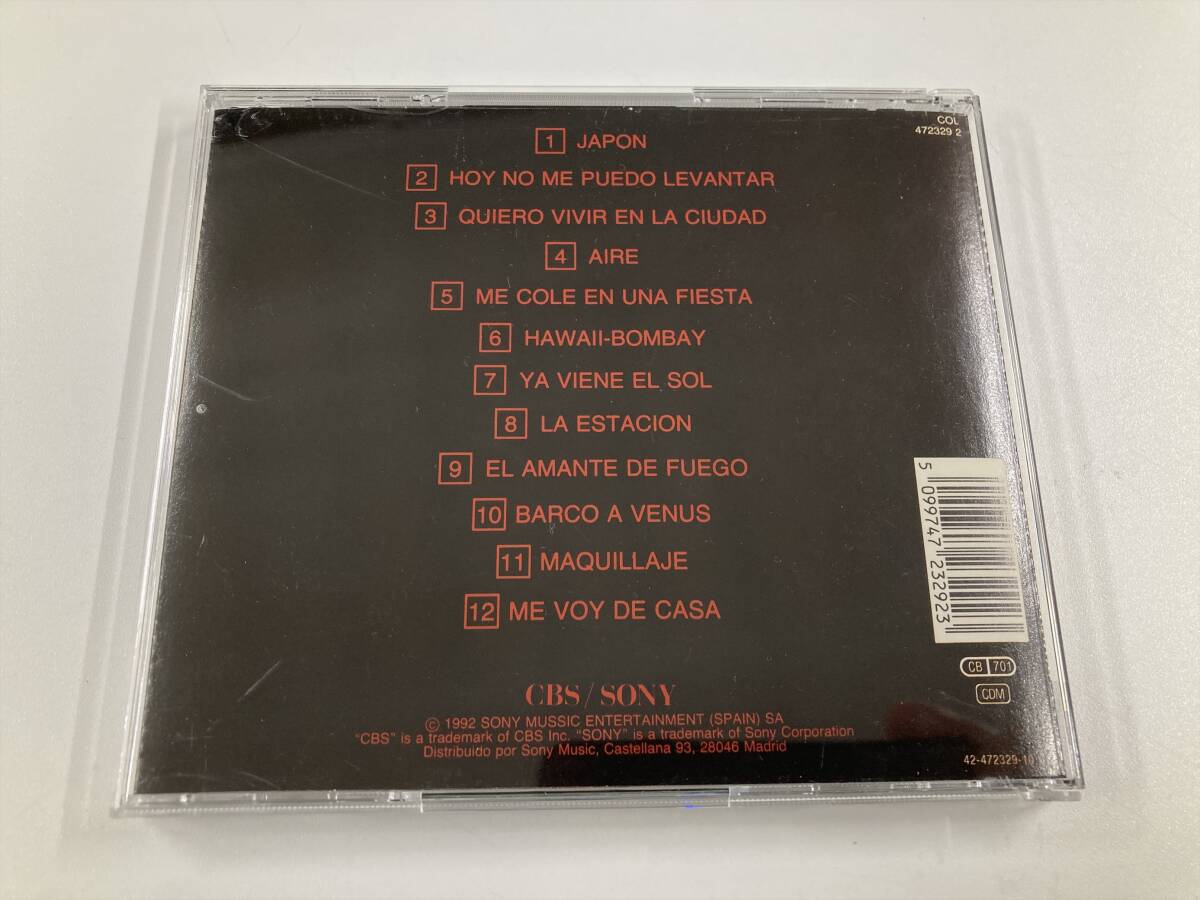 COL
472329 2
1 JAPON
2 HOY NO ME PUEDO LEVANTAR
3 QUIERO VIVIR EN LA CIUDAD
4 AIRE
5 ME COLE EN UNA FIESTA
6 HAWAII-BOMBAY
7 YA VIENE EL SOL
8 LA ESTACION
9 EL AMANTE DE FUEGO
10 BARCO A VENUS
11 MAQUILLAJE
12 ME VOY DE CASA
5 099747 232923
CB 701
CDM
CBS / SONY
© 1992 SONY MUSSIC ENTERTAINMENT (SPAIN) SA
"CBS" is a trademark of CBS Inc. "SONY" is a trademark of Sony Corporation
Distribuido por Sony Music, Castellana 93, 28046 Madrid
42-472329-10